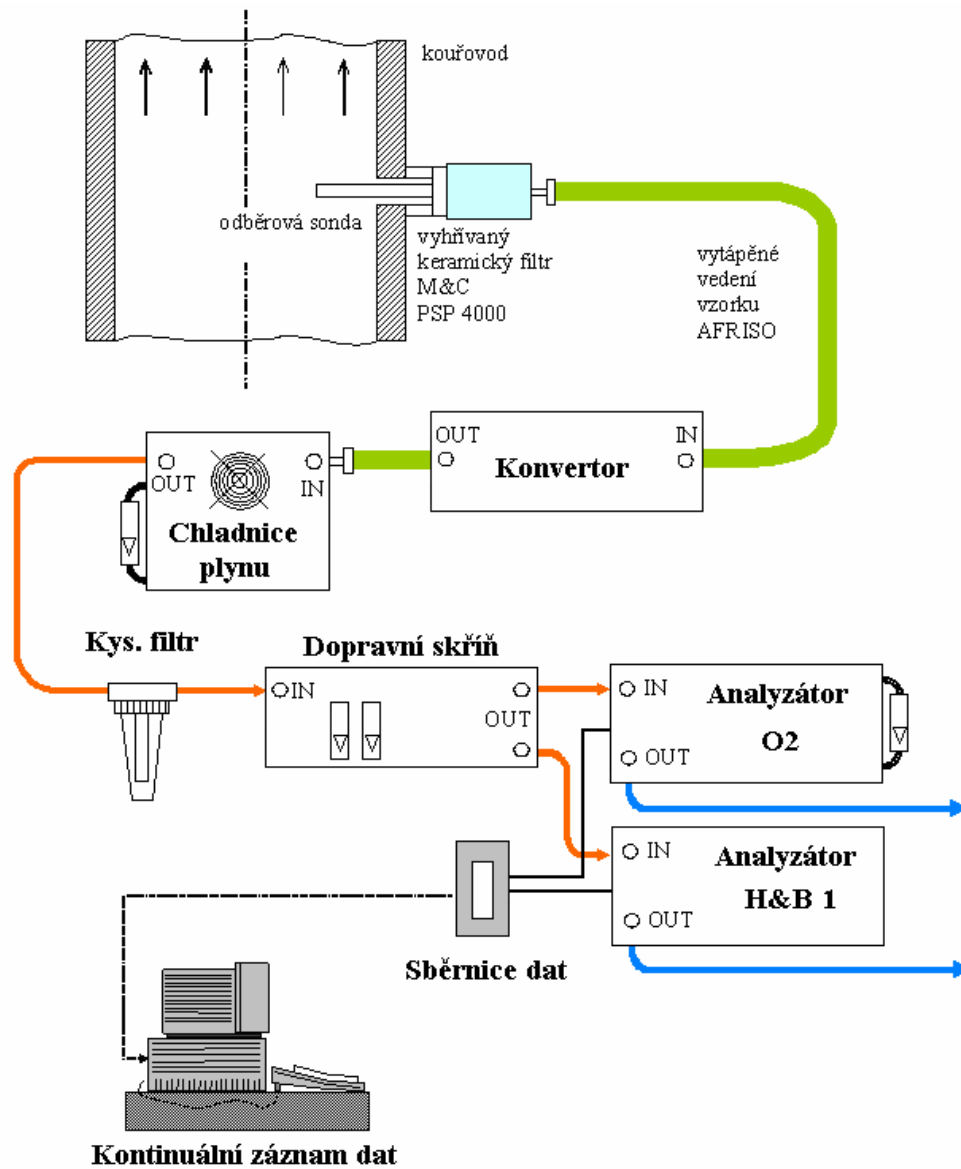 kouřovod
odběrová sonda
vyhřívaný
keramický filtr
M&C
PSP 4000
vytápěné
vedení
vzorku
AFRISO
OUT
IN
Konvertor
OUT
IN
Chladnice
plynu
Kys. filtr
Dopravní skříň
IN
OUT
IN
Analyzátor
O2
OUT
IN
Analyzátor
H&B 1
OUT
Sběrnice dat
Kontinuální záznam dat